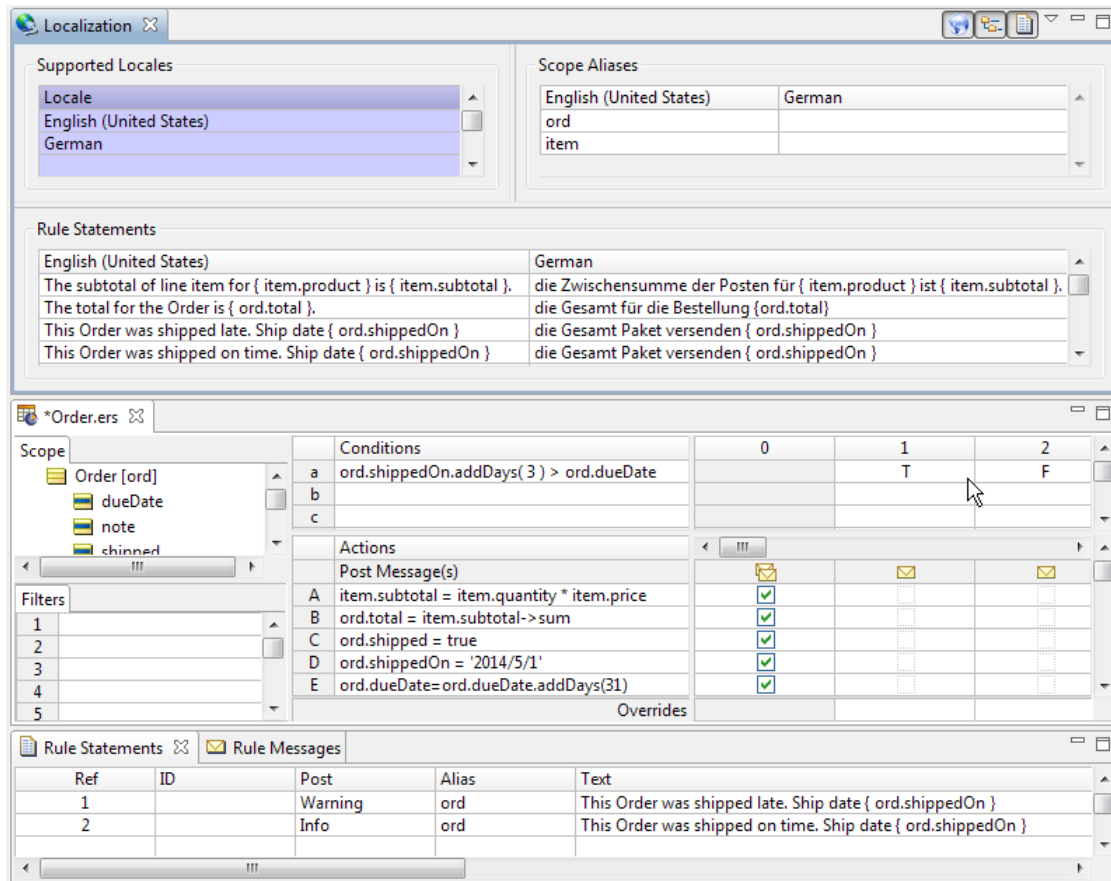 Localization
Supported Locales
Locale
English (United States)
German
Scope Aliases
English (United States) German
ord
item
Rule Statements
English (United States) German
The subtotal of line item for { item.product } is { item.subtotal }. die Zwischensumme der Posten für { item.product } ist { item.subtotal }.
The total for the Order is { ord.total }. die Gesamt für die Bestellung {ord.total}
This Order was shipped late. Ship date { ord.shippedOn } die Gesamt Paket versenden { ord.shippedOn }
This Order was shipped on time. Ship date { ord.shippedOn } die Gesamt Paket versenden { ord.shippedOn }
*Order.ers
Scope
Order [ord]
dueDate
note
shipped
Filters
1
2
3
4
5
Conditions 0 1 2
a ord.shippedOn.addDays( 3 ) > ord.dueDate T F
b
c
Actions
Post Message(s)
A item.subtotal = item.quantity * item.price
B ord.total = item.subtotal->sum
C ord.shipped = true
D ord.shippedOn = '2014/5/1'
E ord.dueDate=ord.dueDate.addDays(31)
Overrides
Rule Statements Rule Messages
Ref ID Post Alias Text
1 Warning ord This Order was shipped late. Ship date { ord.shippedOn }
2 Info ord This Order was shipped on time. Ship date { ord.shippedOn }